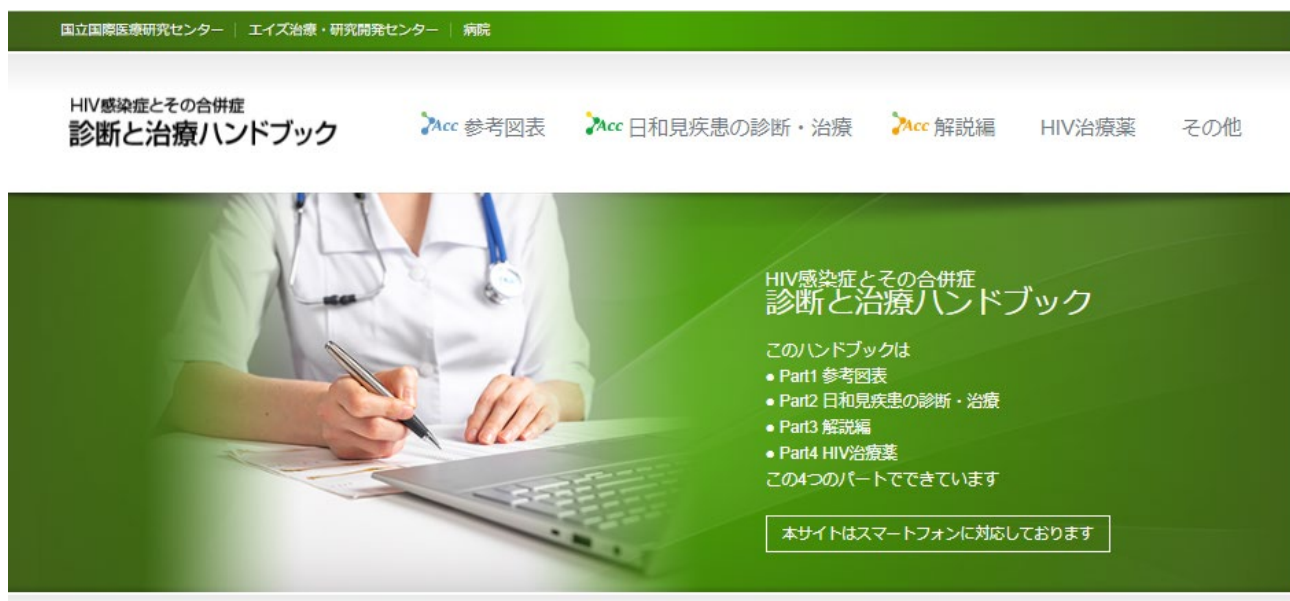 国立国際医療研究センター | エイズ治療・研究開発センター | 病院
HIV感染症とその合併症
診断と治療ハンドブック
Acc 参考図表
Acc 日和見疾患の診断・治療
Acc 解説編
HIV治療薬
その他
HIV感染症とその合併症
診断と治療ハンドブック
このハンドブックは
● Part1 参考図表
● Part2 日和見疾患の診断・治療
● Part3 解説編
● Part4 HIV治療薬
この4つのパートでできています
本サイトはスマートフォンに対応しております